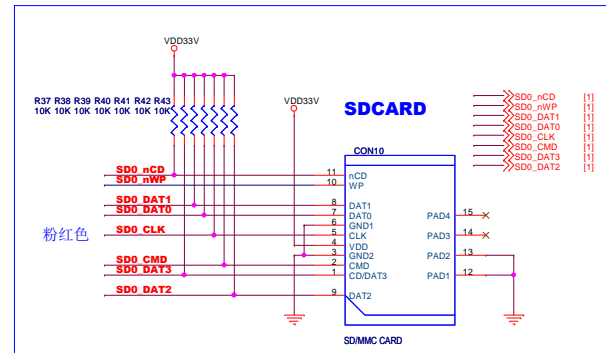 VDD33V
R37 R38 R39 R40 R41 R42 R43
10K 10K 10K 10K 10K 10K 10K
VDD33V
SDCARD
SD0_nCD [1]
SD0_nWP [1]
SD0_DAT1 [1]
SD0_DAT0 [1]
SD0_CLK [1]
SD0_CMD [1]
SD0_DAT3 [1]
SD0_DAT2 [1]
CON10
SD0_nCD 11 nCD
SD0_nWP 10 WP
SD0_DAT1 8 DAT1 PAD4 15
SD0_DAT0 7 DAT0
6 GND1
粉红色 SD0_CLK 5 CLK PAD3 14
4 VDD
3 GND2 PAD2 13
SD0_CMD 2 CMD
SD0_DAT3 1 CD/DAT3 PAD1 12
SD0_DAT2 9 DAT2
SD/MMC CARD